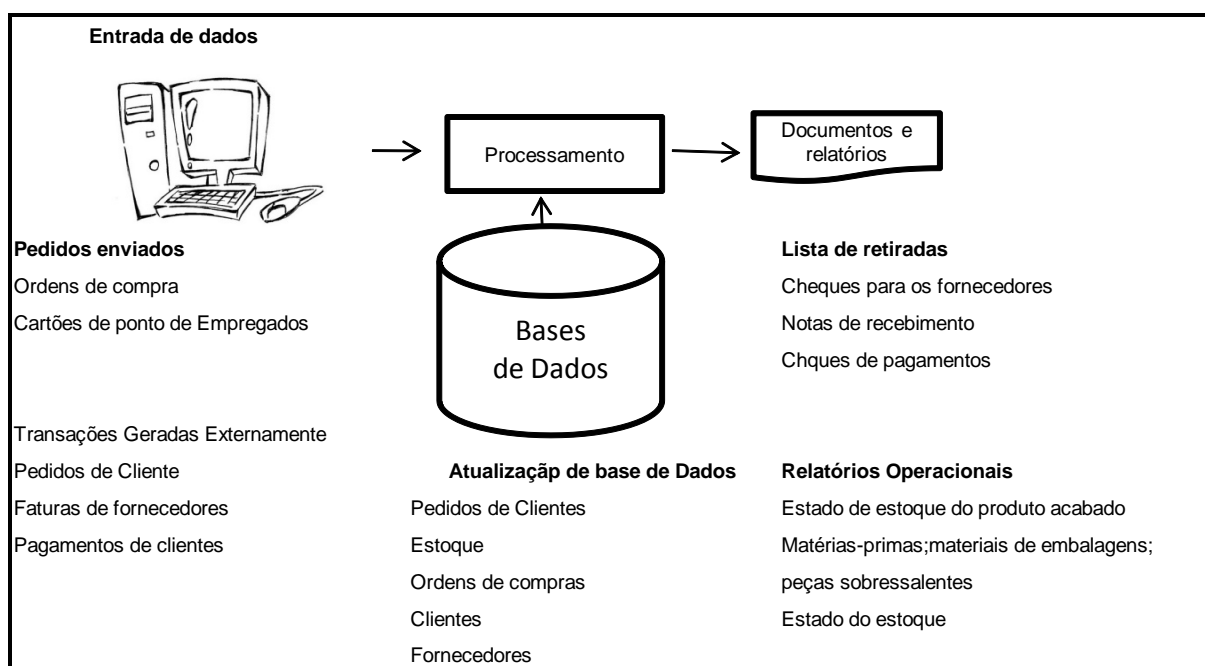 Entrada de dados
Processamento
Documentos e
relatórios
Pedidos enviados
Ordens de compra
Cartões de ponto de Empregados
Transações Geradas Externamente
Pedidos de Cliente
Faturas de fornecedores
Pagamentos de clientes
Bases
de Dados
Atualizaçãp de base de Dados
Pedidos de Clientes
Estoque
Ordens de compras
Clientes
Fornecedores
Lista de retiradas
Cheques para os fornecedores
Notas de recebimento
Chques de pagamentos
Relatórios Operacionais
Estado de estoque do produto acabado
Matérias-primas;materiais de embalagens;
peças sobressalentes
Estado do estoque